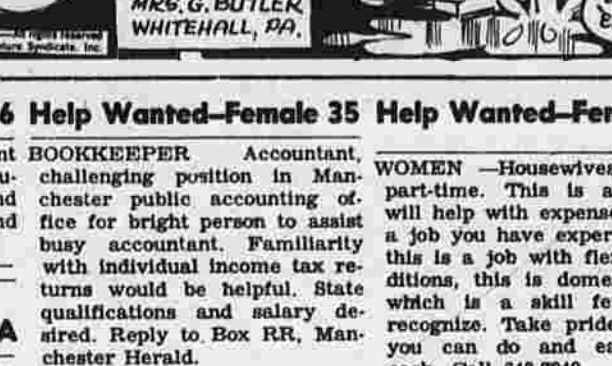 MRS. G. BUTLER
WHITEHALL, PA.
All rights reserved
Syndicate, Inc.
6 Help Wanted—Female 35
BOOKKEEPER Accountant,
challenging position in Man-
chester public accounting of-
fice for bright person to assist
busy accountant. Familiarity
with individual income tax re-
turns would be helpful. State
qualifications and salary de-
sired. Reply to Box RR, Man-
chester Herald.
Help Wanted—Fem
WOMEN —Housewives
part-time. This is a
will help with expens
a job you have exper
this is a job with fle
ditions, this is dome
which is a skill fe
recognize. Take pride
you can do and ea